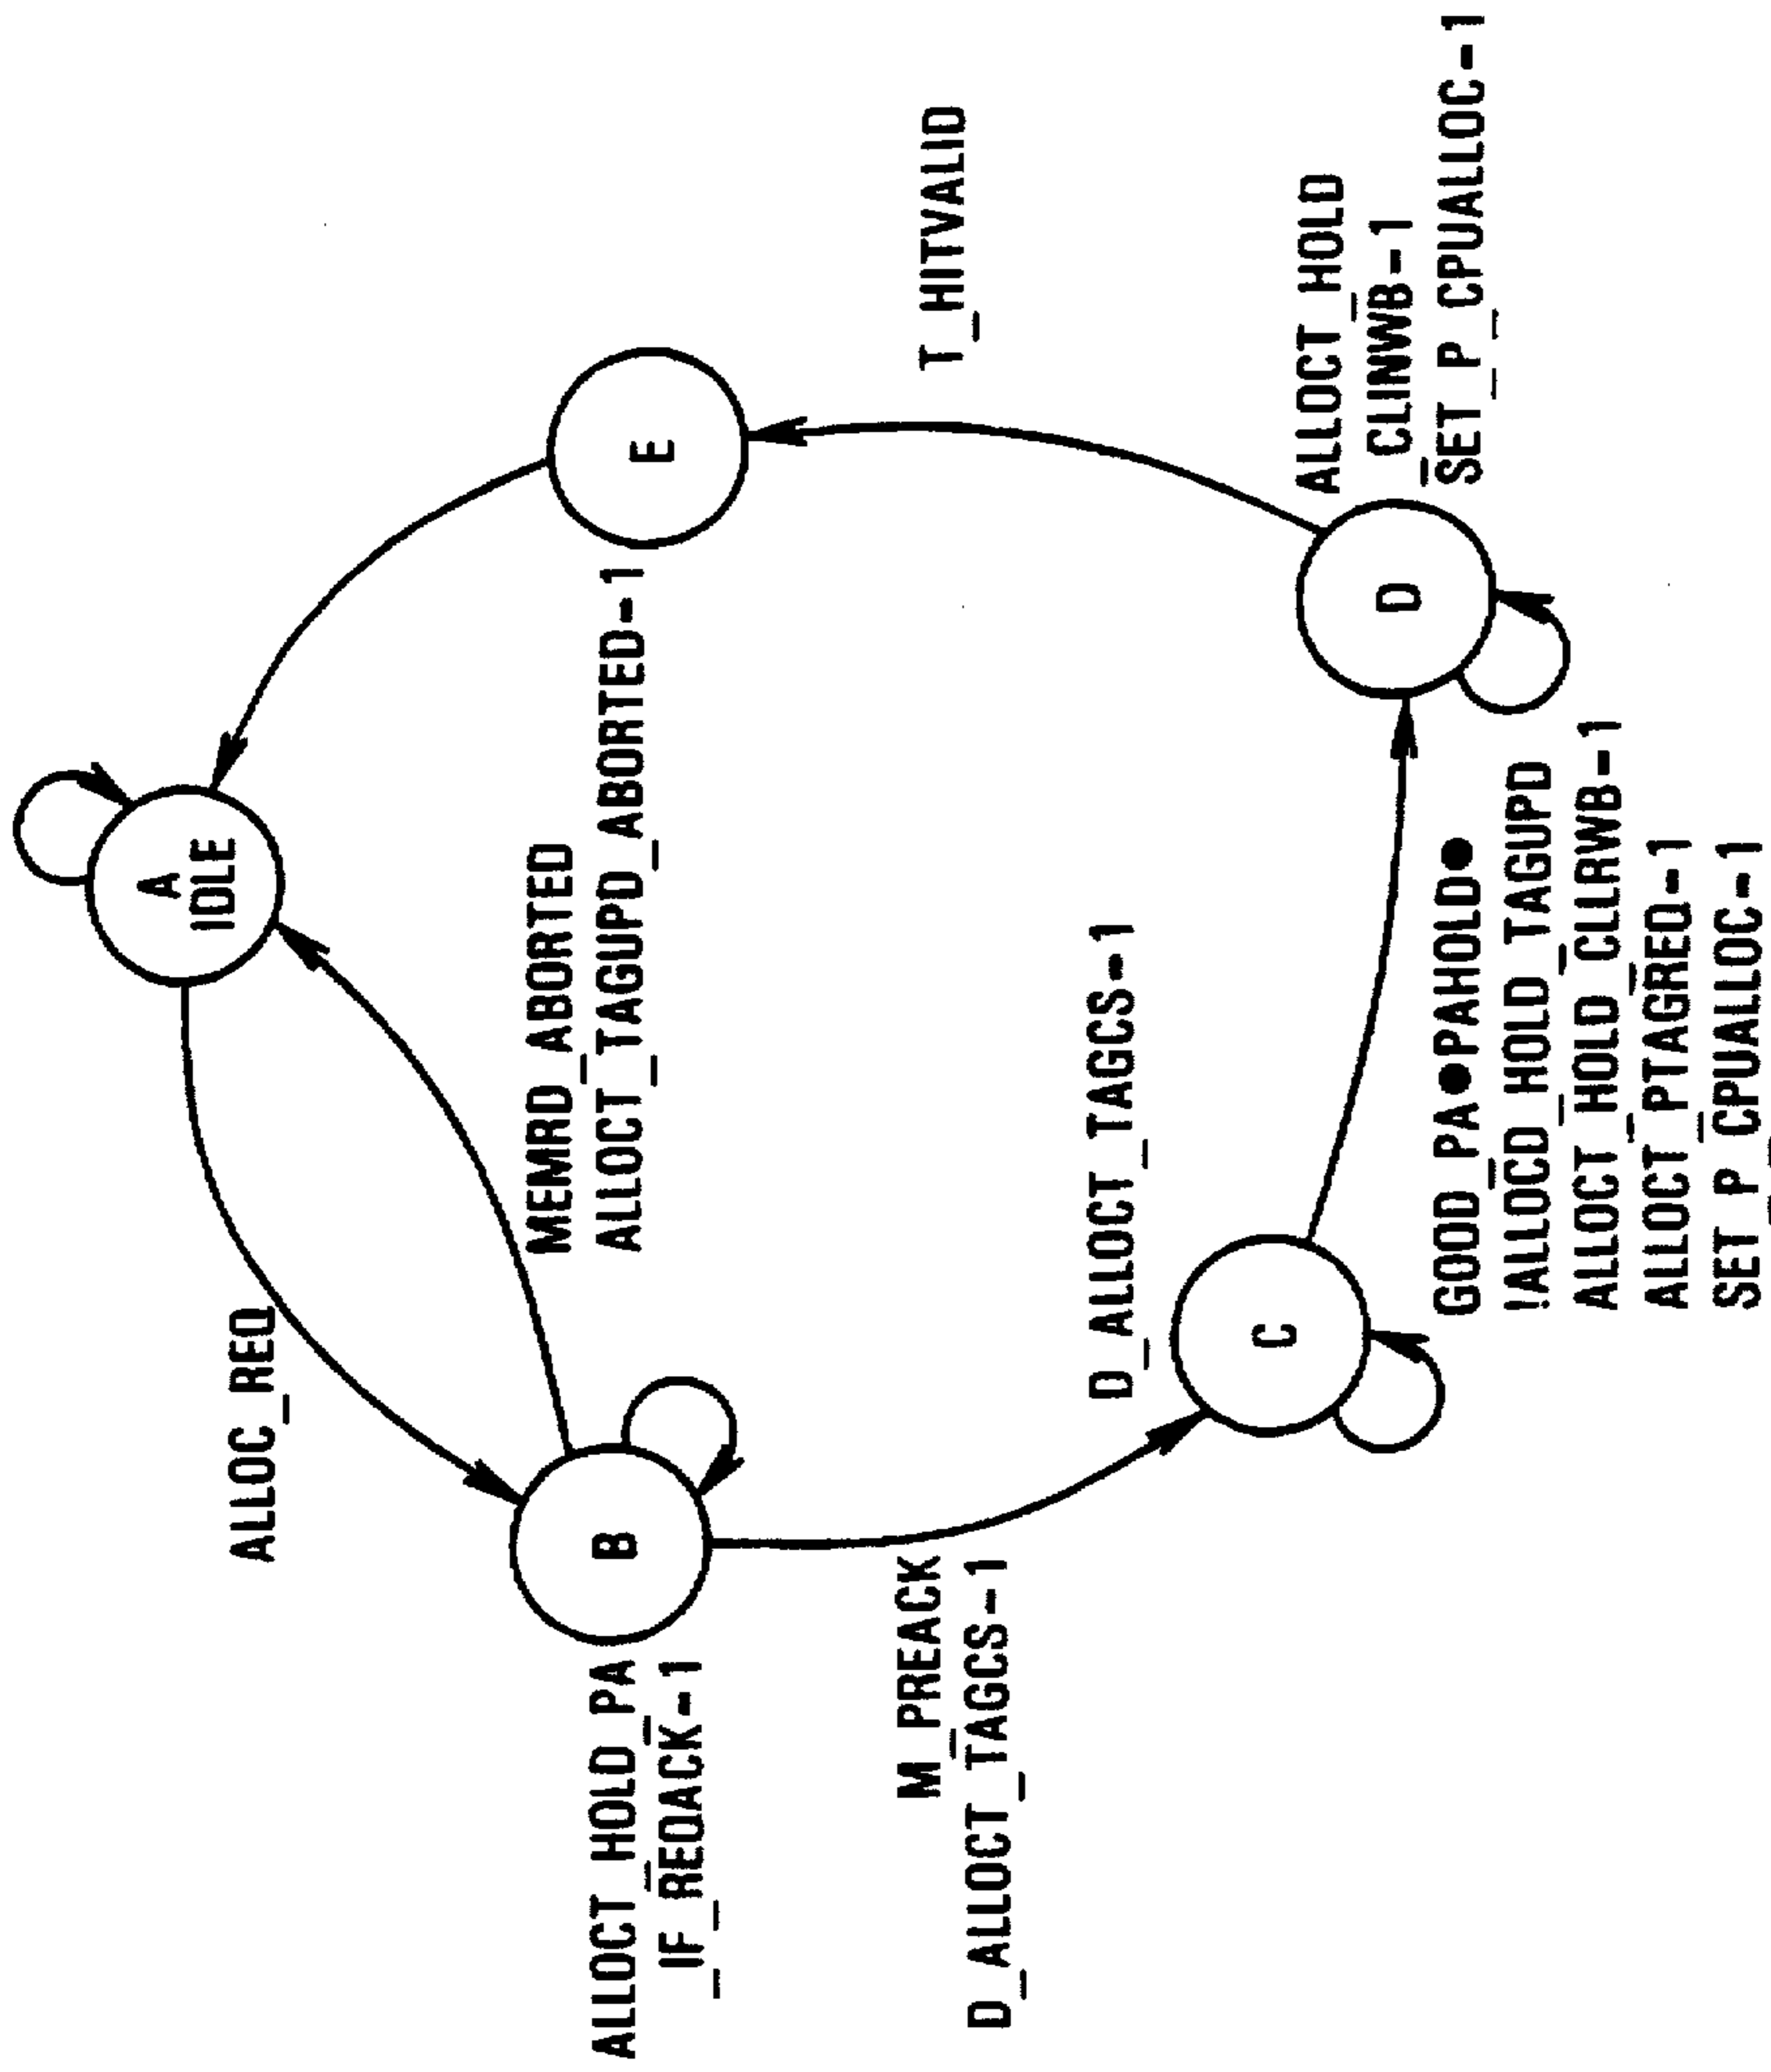 A
IDLE
ALLOC_REQ
ALLOCT_HOLD_PA
_IF_REOACK-1
B
MEMRD_ABORTED
ALLOCT_TAGUPD_ABORTED-1
E
M_PREACK
D_ALLOCT_TAGCS-1
T_HITVALID
D_ALLOCT_TAGCS-1
C
D
ALLOCT_HOLD
_CLINWB-1
SET_P_CPUALLOC-1
GOOD_PA●•PAHOLD•●
!ALLOCD_HOLD_TAGUPD
ALLOCT_HOLD_CLLRWB-1
ALLOCT_PTAGRED-1
SET_P_CPUALLOC-1